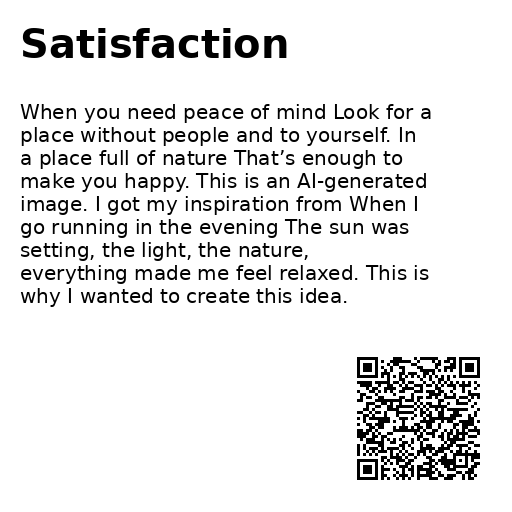 Satisfaction
When you need peace of mind Look for a
place without people and to yourself. In
a place full of nature That’s enough to
make you happy. This is an AI-generated
image. I got my inspiration from When I
go running in the evening The sun was
setting, the light, the nature,
everything made me feel relaxed. This is
why I wanted to create this idea.